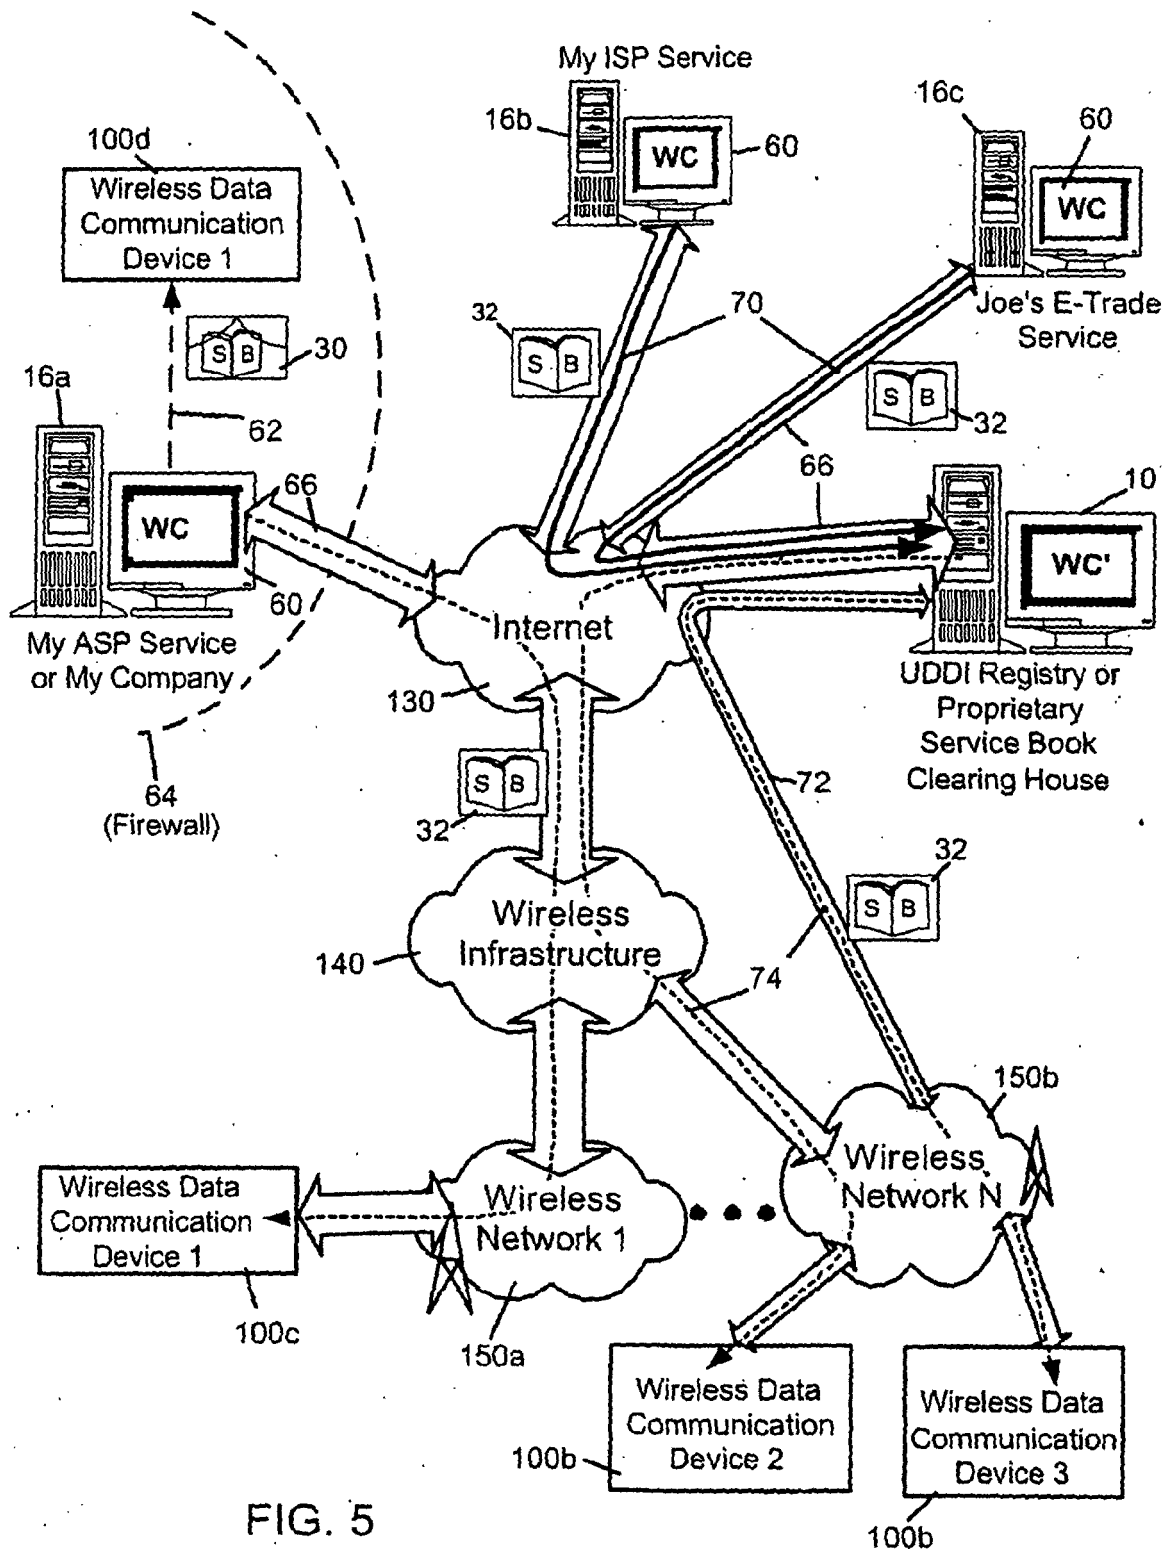 My ISP Service
16b
WC
60
16c
60
WC
Joe's E-Trade
Service
100d
Wireless Data
Communication
Device 1
S B
30
62
16a
WC
60
My ASP Service
or My Company
66
32
S B
70
S B
32
66
10
WC'
UDDI Registry or
Proprietary
Service Book
Clearing House
Internet
130
64
(Firewall)
S B
32
72
32
S B
Wireless
Infrastructure
140
74
150b
Wireless
Network N
Wireless Data
Communication
Device 1
100c
Wireless
Network 1
150a
Wireless Data
Communication
Device 2
100b
Wireless Data
Communication
Device 3
100b
FIG. 5